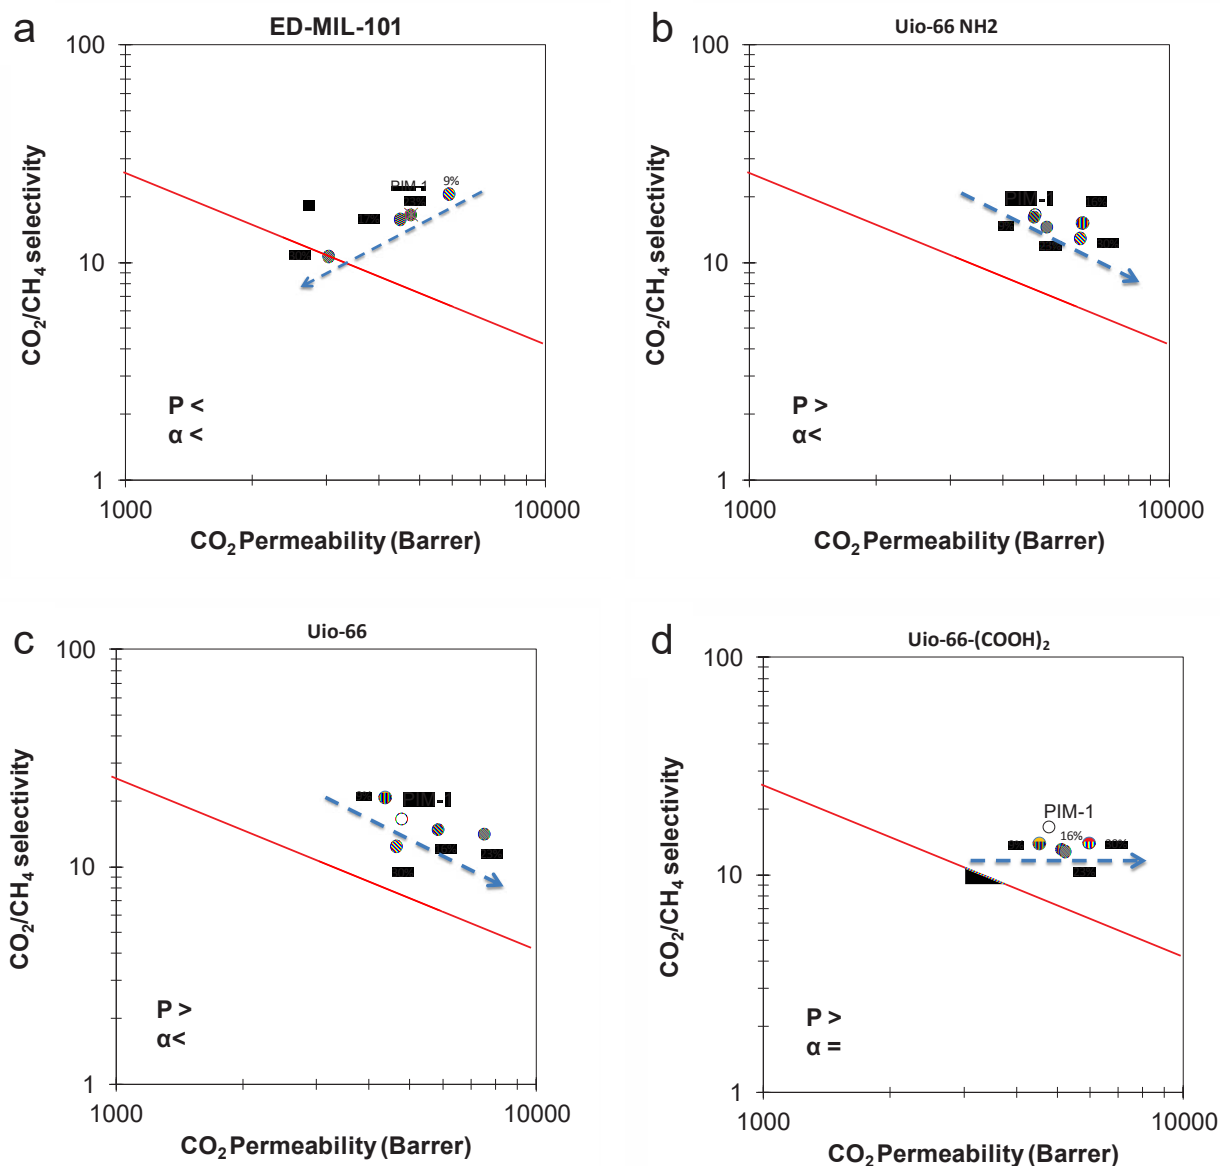 a
ED-MIL-101
100
10
1
1000
10000
CO₂/CH₄ selectivity
CO₂ Permeability (Barrer)
PIM-1
9%
P <
α <
b
Uio-66 NH2
100
10
1
1000
10000
CO₂/CH₄ selectivity
CO₂ Permeability (Barrer)
PIM-1
P >
α<
c
Uio-66
100
10
1
1000
10000
CO₂/CH₄ selectivity
CO₂ Permeability (Barrer)
PIM-1
P >
α<
d
Uio-66-(COOH)₂
100
10
1
1000
10000
CO₂/CH₄ selectivity
CO₂ Permeability (Barrer)
PIM-1
16%
P >
α =